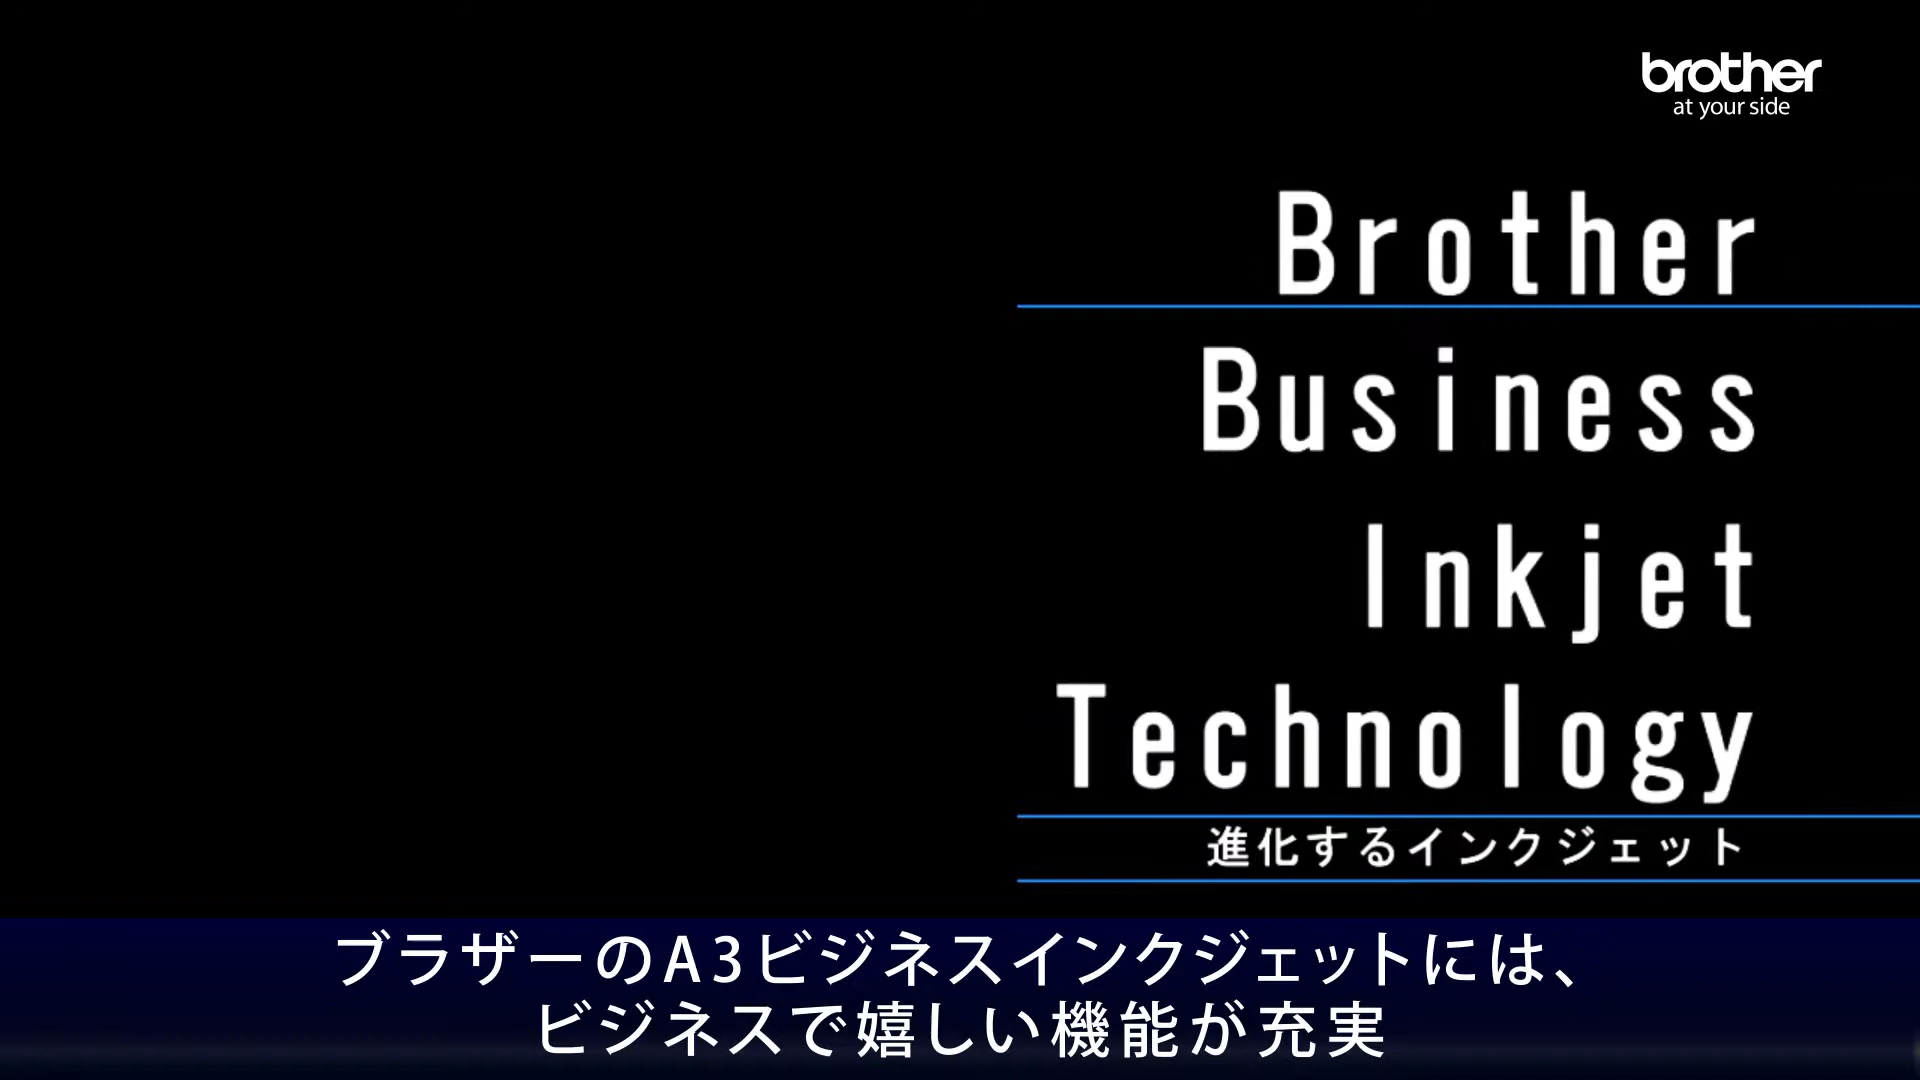 brother
at your side
Brother
Business
Inkjet
Technology
進化するインクジェット
ブラザーのA3ビジネスインクジェットには、
ビジネスで嬉しい機能が充実